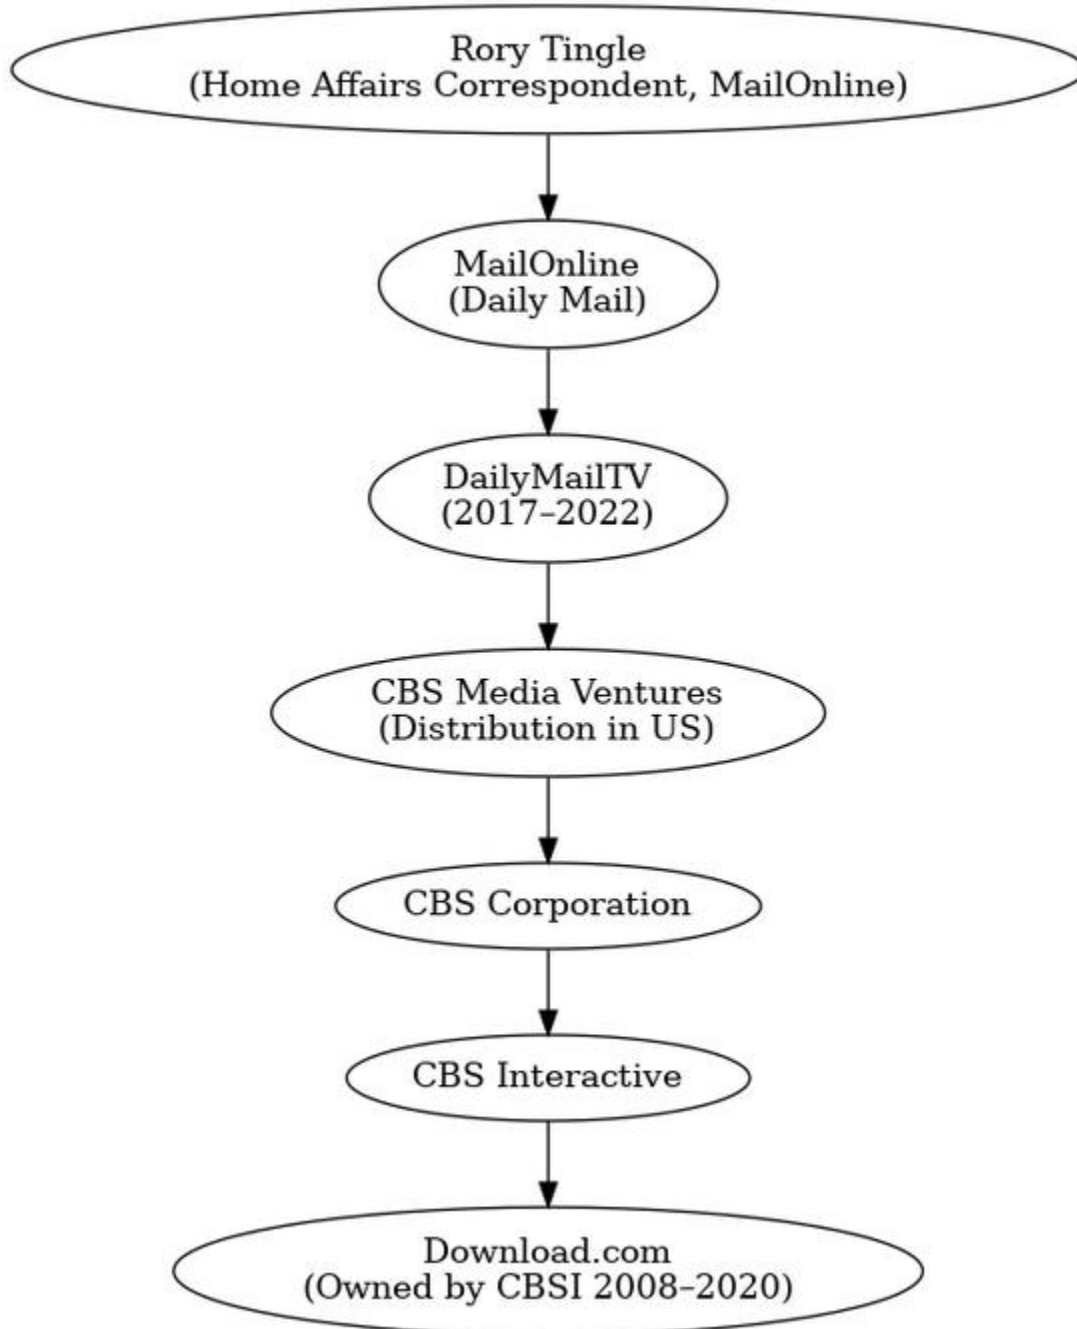 Rory Tingle
(Home Affairs Correspondent, MailOnline)
MailOnline
(Daily Mail)
DailyMailTV
(2017–2022)
CBS Media Ventures
(Distribution in US)
CBS Corporation
CBS Interactive
Download.com
(Owned by CBSI 2008–2020)